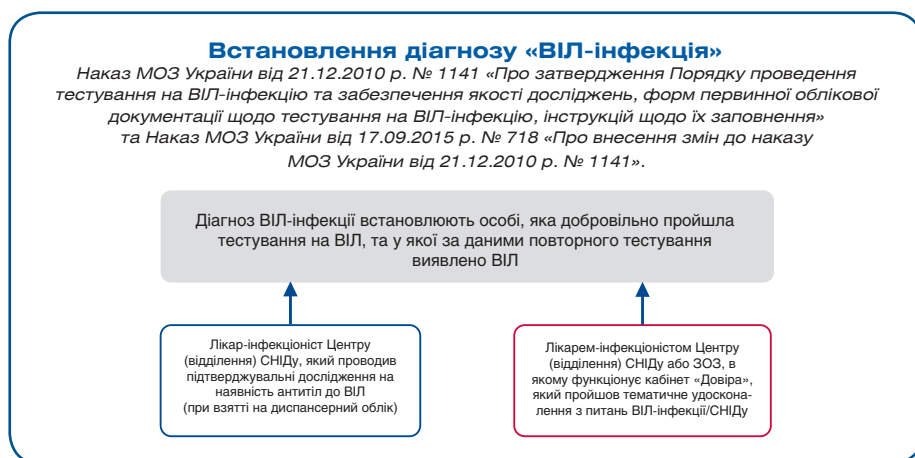 Встановлення діагнозу «ВІЛ-інфекція»
Наказ МОЗ України від 21.12.2010 р. № 1141 «Про затвердження Порядку проведення
тестування на ВІЛ-інфекцію та забезпечення якості досліджень, форм первинної облікової
документації щодо тестування на ВІЛ-інфекцію, інструкцій щодо їх заповнення»
та Наказ МОЗ України від 17.09.2015 р. № 718 «Про внесення змін до наказу
МОЗ України від 21.12.2010 р. № 1141».
Діагноз ВІЛ-інфекції встановлюють особі, яка добровільно пройшла
тестування на ВІЛ, та у якої за даними повторного тестування
виявлено ВІЛ
Лікар-інфекціоніст Центру
(відділення) СНІДу, який проводив
підтверджувальні дослідження на
наявність антитіл до ВІЛ
(при взятті на диспансерний облік)
Лікарем-інфекціоністом Центру
(відділення) СНІДу або ЗОЗ, в
якому функціонує кабінет «Довіра»,
який пройшов тематичне удоскона-
лення з питань ВІЛ-інфекції/СНІДу